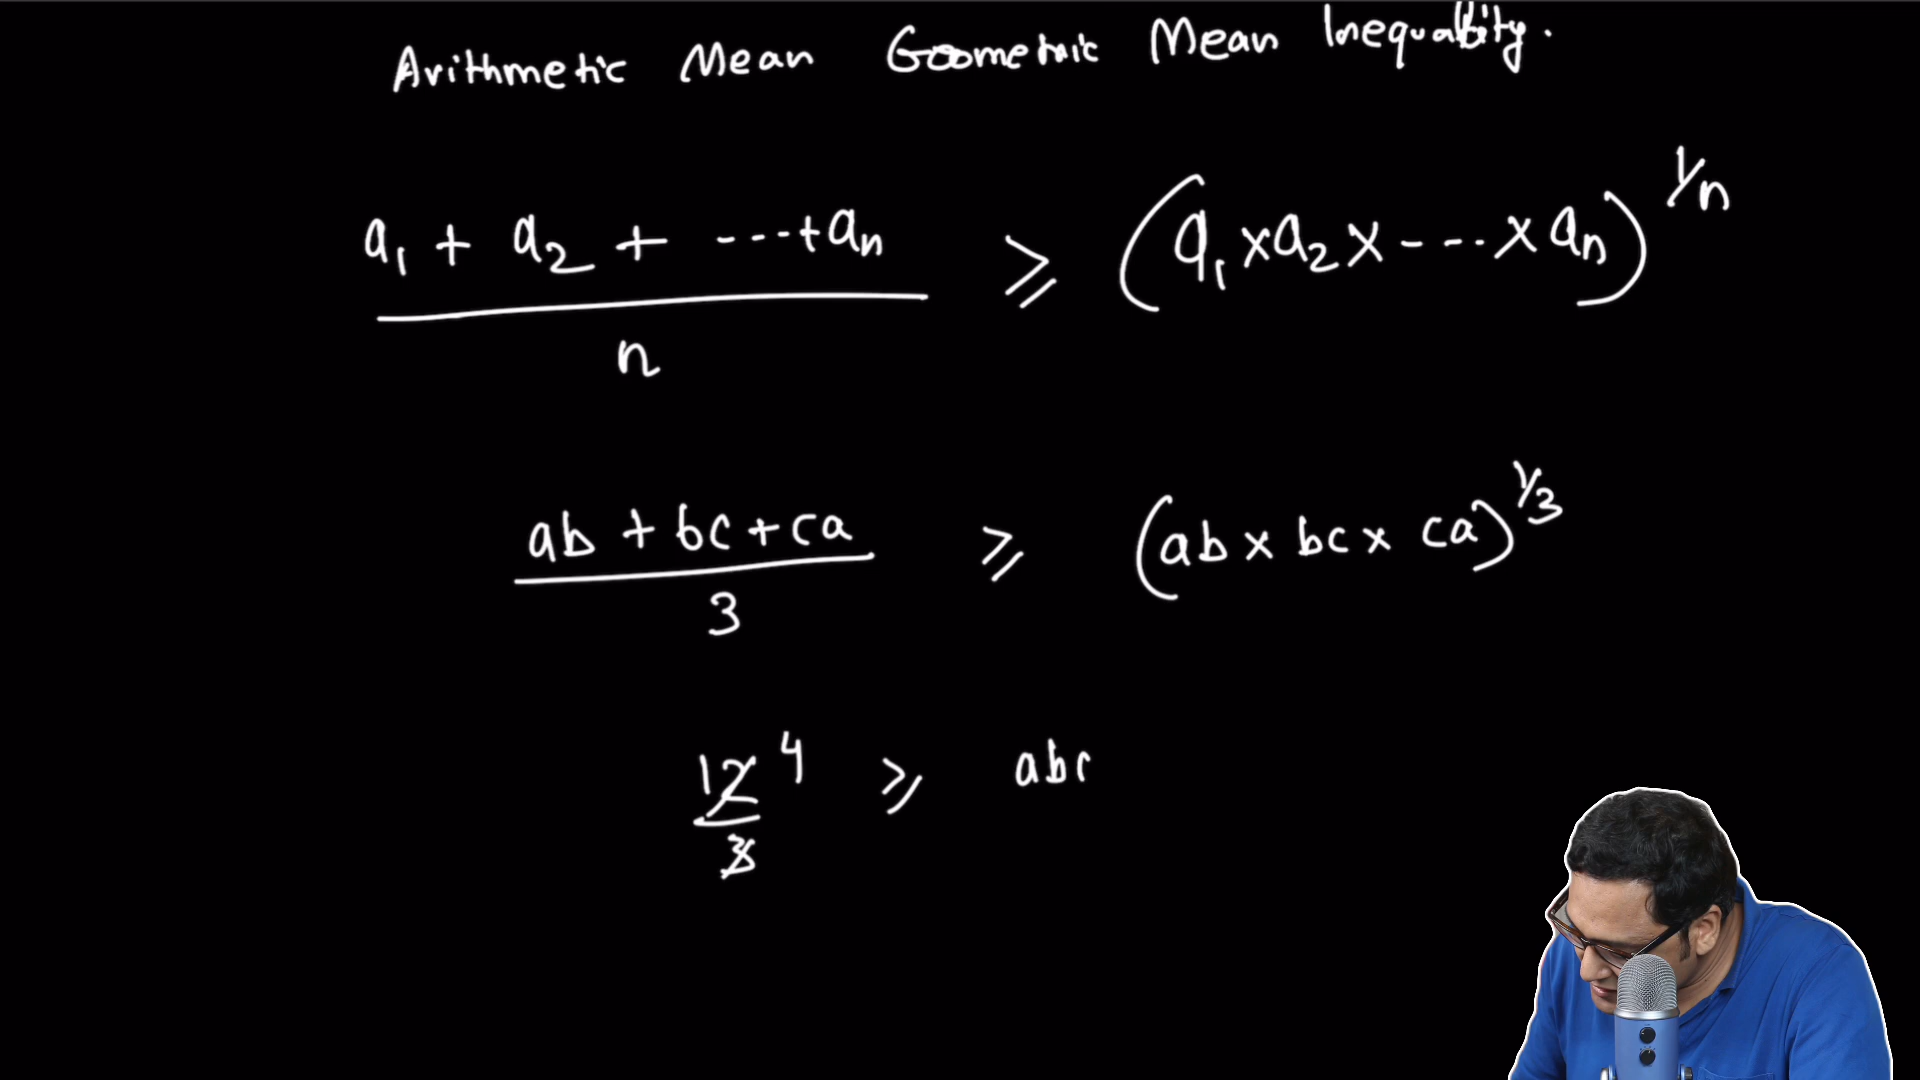 Arithmetic Mean Geometric Mean Inequality.
a₁ + a₂ + ---+aₙ / n ⩾ (a₁×a₂×----×aₙ)^1/n
ab + bc + ca / 3 ⩾ (ab × bc × ca)^1/3
12 4 / 3 ⩾ abc